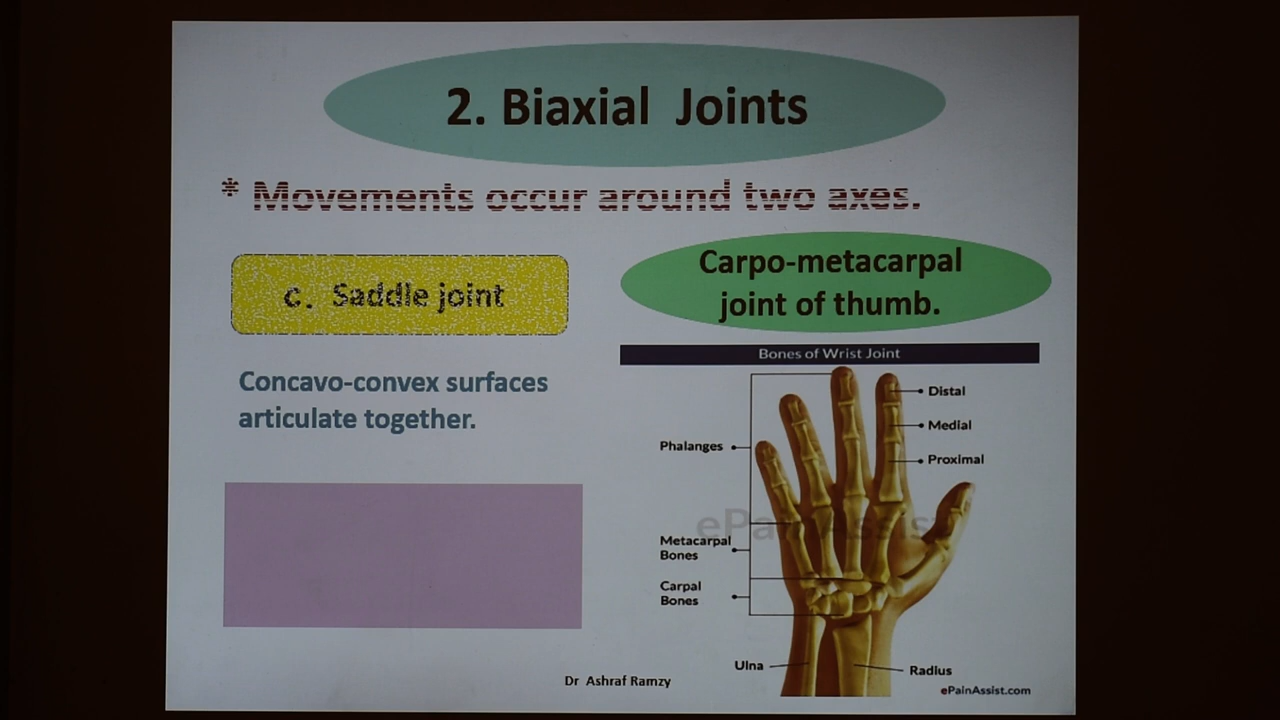 2. Biaxial Joints
* Movements occur around two axes.
c. Saddle joint
Concavo-convex surfaces
articulate together.
Carpo-metacarpal
joint of thumb.
Bones of Wrist Joint
Distal
Medial
Proximal
Phalanges
Metacarpal
Bones
Carpal
Bones
Ulna
Radius
ePainAssist
ePainAssist.com
Dr Ashraf Ramzy